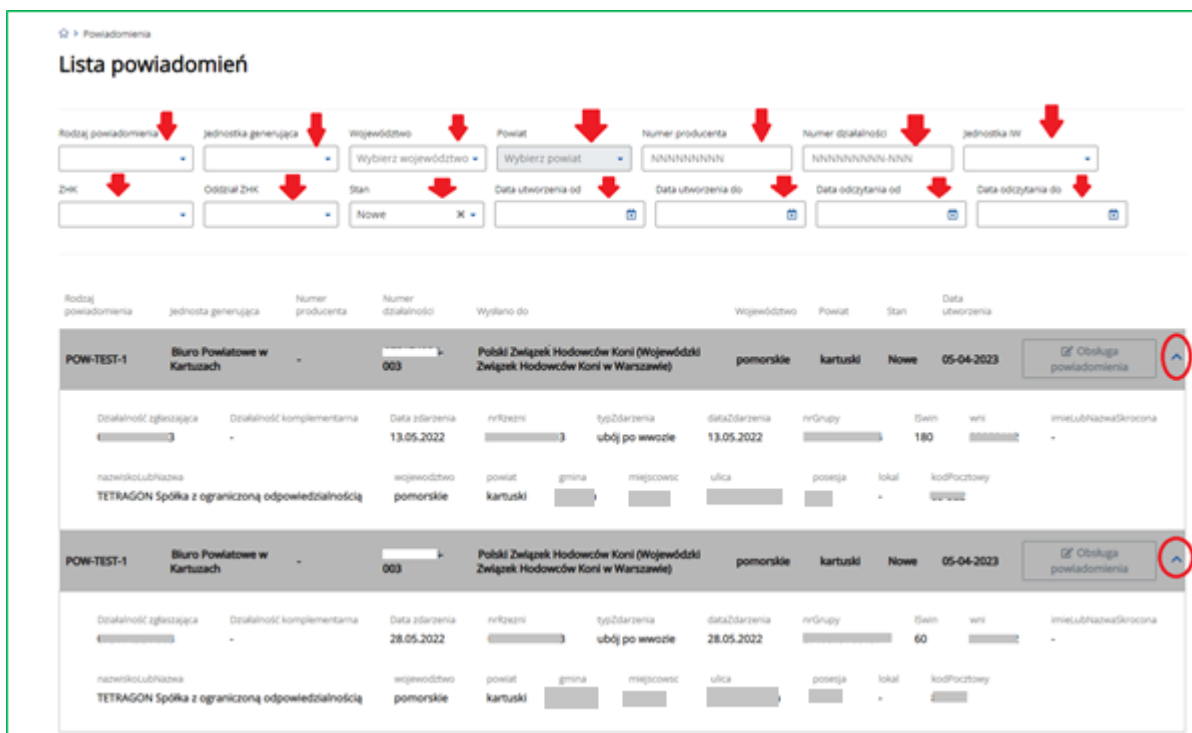 Powiadomienia
Lista powiadomień
Rodzaj powiadomienia Jednostka generująca Województwo Powiat Numer producenta Numer działalności Jednostka IW
Wybierz województwo Wybierz powiat NNNNNNNNN NNNNNNNNN-NNN
ZHK Oddział ZHK Stan Data utworzenia od Data utworzenia do Data odczytania od Data odczytania do
Nowe
Rodzaj Numer Numer Data
powiadomienia Jednosta generująca producenta działalności Wysłano do Województwo Powiat Stan utworzenia
POW-TEST-1 Biuro Powiatowe w Kartuzach - 003 Polski Związek Hodowców Koni (Wojewódzki Związek Hodowców Koni w Warszawie) pomorskie kartuski Nowe 05-04-2023 Obsługa powiadomienia
Działalność zgłaszająca Działalność komplementarna Data zdarzenia nrRzezni typZdarzenia dataZdarzenia nrGrupy lSwin wni imieLubNazwaSkrocona
3 - 13.05.2022 3 ubój po wwozie 13.05.2022 180 -
nazwiskoLubNazwa wojewodztwo powiat gmina miejscowosc ulica posesja lokal kodPocztowy
TETRAGON Spółka z ograniczoną odpowiedzialnością pomorskie kartuski -
POW-TEST-1 Biuro Powiatowe w Kartuzach - 003 Polski Związek Hodowców Koni (Wojewódzki Związek Hodowców Koni w Warszawie) pomorskie kartuski Nowe 05-04-2023 Obsługa powiadomienia
Działalność zgłaszająca Działalność komplementarna Data zdarzenia nrRzezni typZdarzenia dataZdarzenia nrGrupy lSwin wni imieLubNazwaSkrocona
- 28.05.2022 3 ubój po wwozie 28.05.2022 60 -
nazwiskoLubNazwa wojewodztwo powiat gmina miejscowosc ulica posesja lokal kodPocztowy
TETRAGON Spółka z ograniczoną odpowiedzialnością pomorskie kartuski -